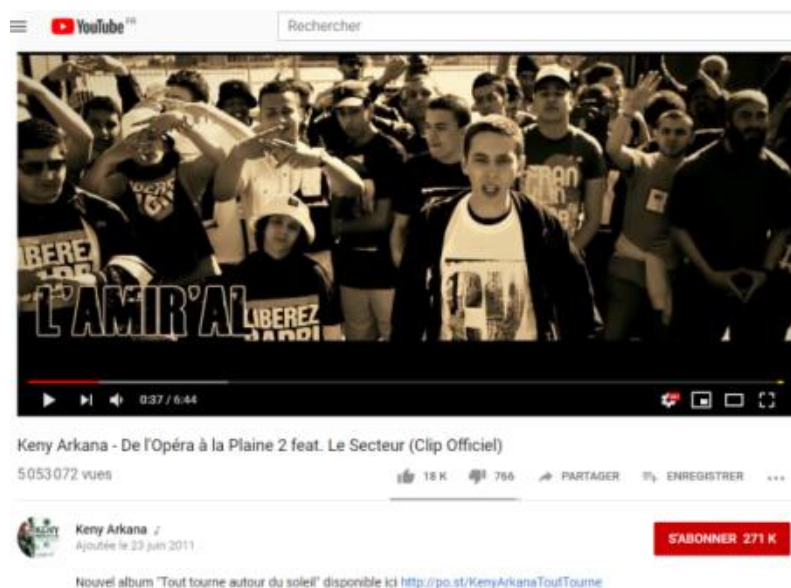 YouTube FR
Rechercher
LIBEREZ
L'AMIR'AL
LIBEREZ
0:37 / 6:44
Keny Arkana - De l'Opéra à la Plaine 2 feat. Le Secteur (Clip Officiel)
5 053 072 vues
18 K
766
PARTAGER
ENREGISTRER
Keny Arkana
Ajoutée le 23 juin 2011
S'ABONNER 271 K
Nouvel album "Tout tourne autour du soleil" disponible ici http://po.st/KenyArkanaToutTourne